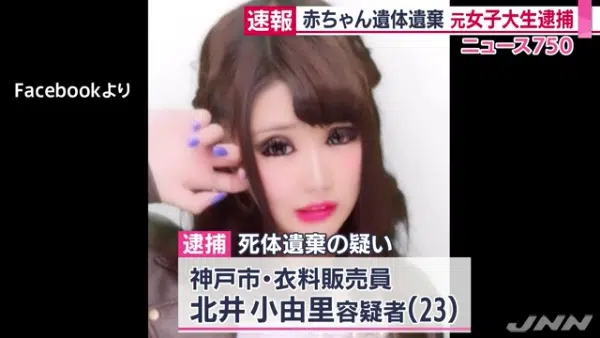 速報 赤ちゃん遺体遺棄 元女子大生逮捕
ニュース750
Facebookより
逮捕 死体遺棄の疑い
神戸市・衣料販売員
北井小由里容疑者(23)
JNN